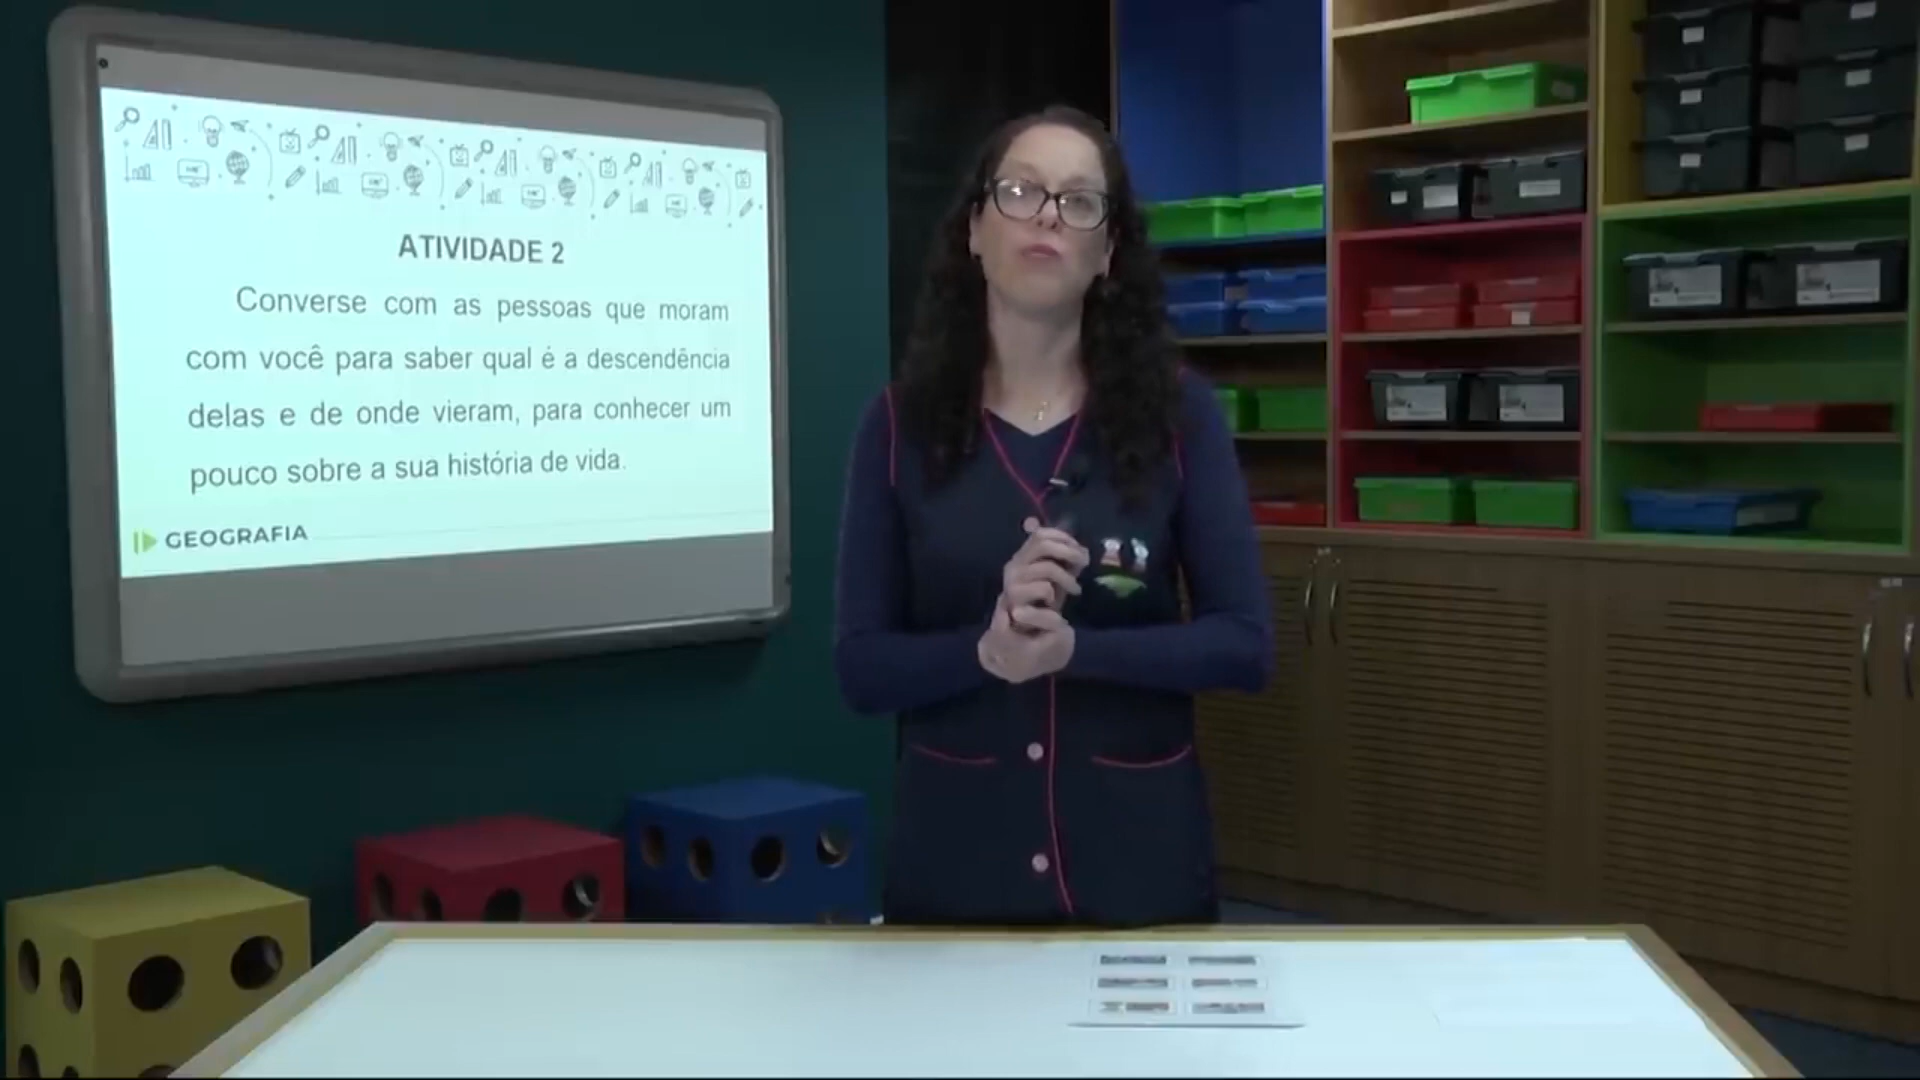 ATIVIDADE 2
Converse com as pessoas que moram
com você para saber qual é a descendência
delas e de onde vieram, para conhecer um
pouco sobre a sua história de vida.
GEOGRAFIA